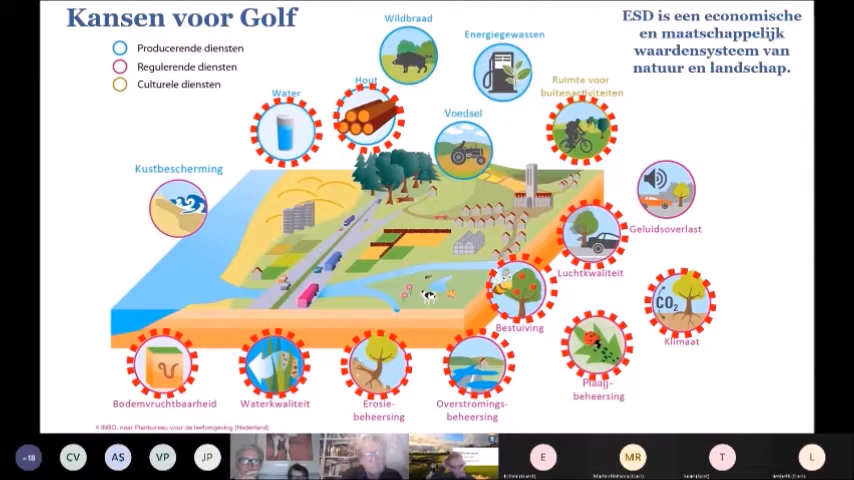 Kansen voor Golf
Producerende diensten
Regulerende diensten
Culturele diensten
ESD is een economische
en maatschappelijk
waardensysteem van
natuur en landschap.
Wildbraad
Energiegewassen
Water
Hout
Voedsel
Ruimte voor
buitenactiviteiten
Kustbescherming
Geluidsoverlast
Luchtkwaliteit
Bestuiving
CO2
Klimaat
Plaag-
beheersing
Bodemvruchtbaarheid
Waterkwaliteit
Erosie-
beheersing
Overstromings-
beheersing
© INBO, naar Planbureau voor de leefomgeving (Nederland)
+18
CV
AS
VP
JP
E
MR
T
L